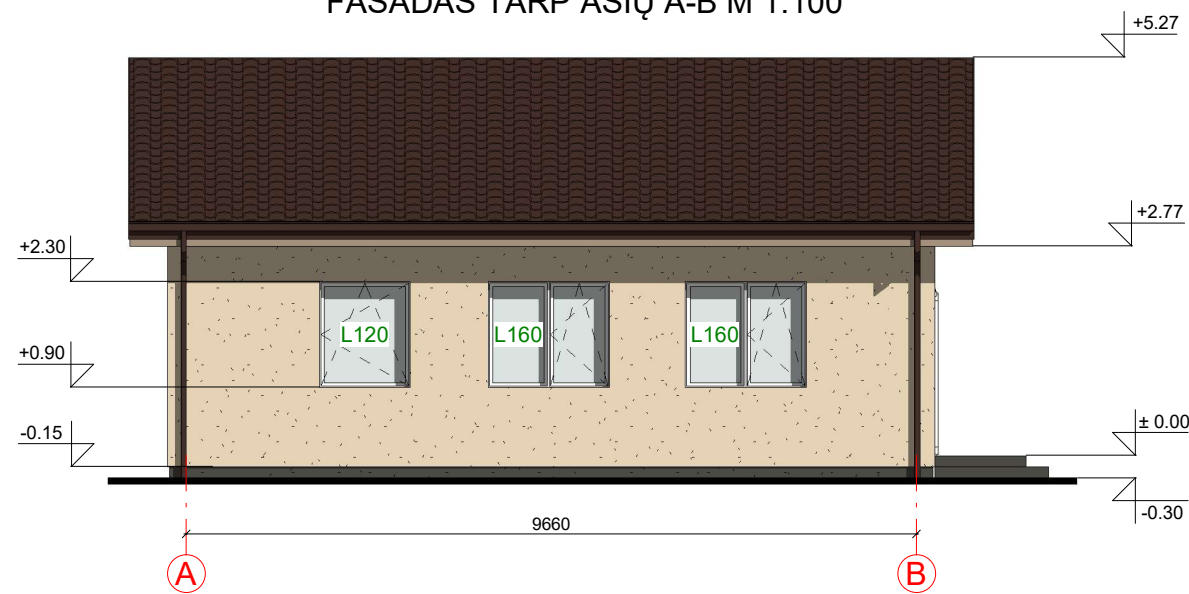 FASADAS TARP AŠIŲ A-B M 1:100
+5.27
+2.77
+2.30
L120
L160
L160
+0.90
-0.15
± 0.00
-0.30
9660
A
B